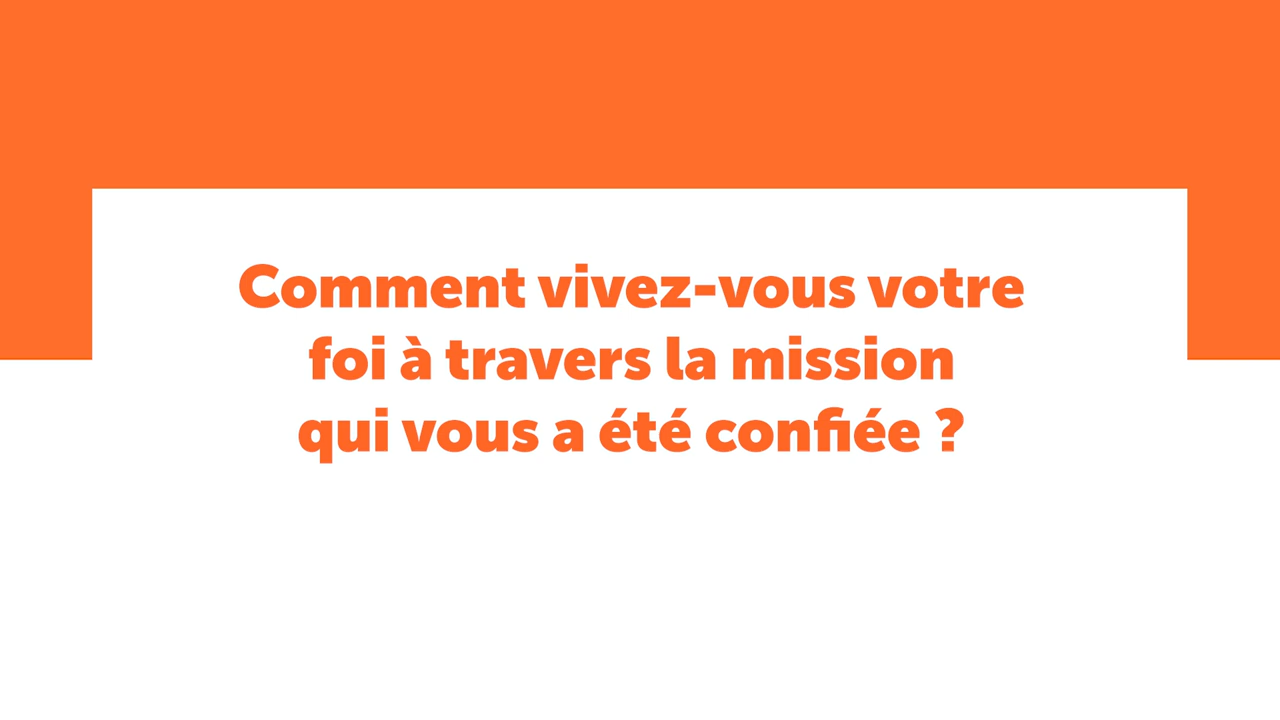 Comment vivez-vous votre
foi à travers la mission
qui vous a été confiée ?